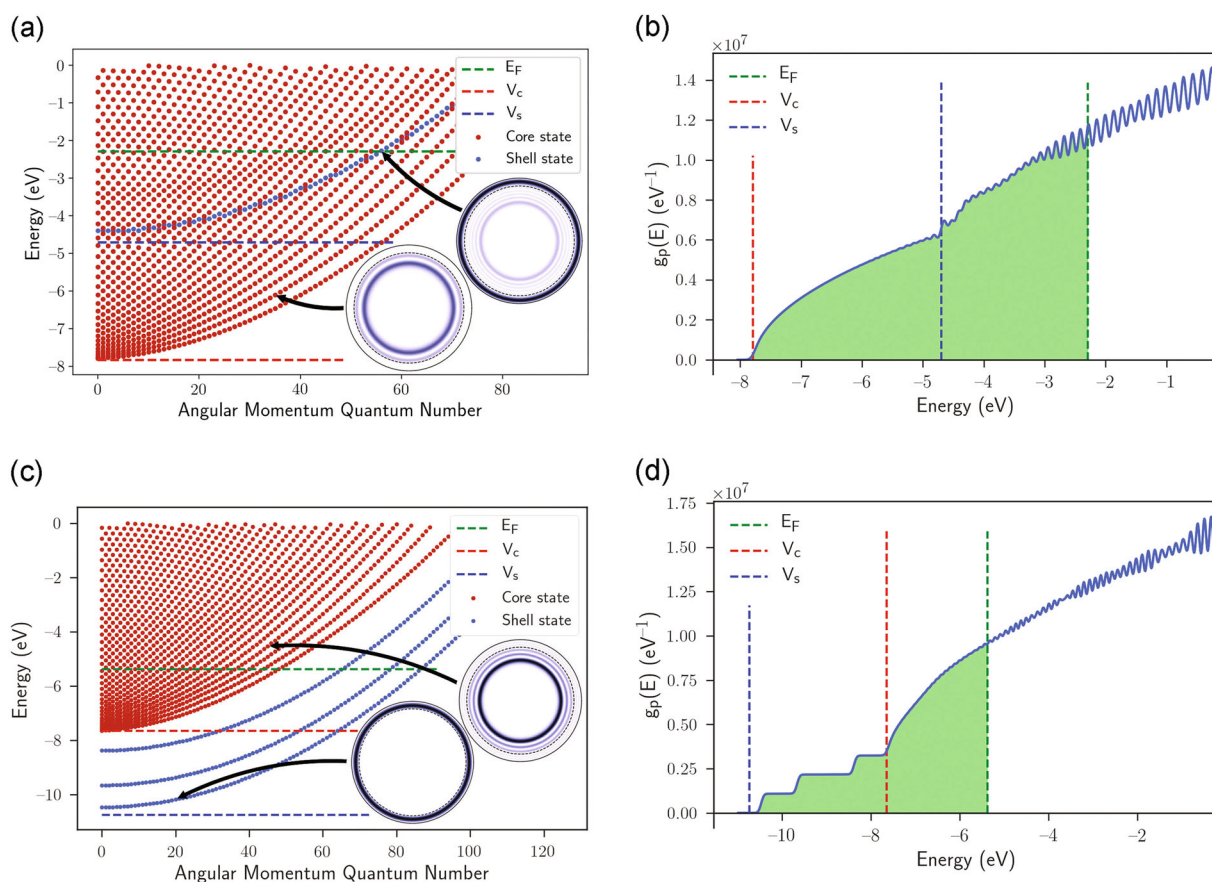 (a)
0
−1
−2
−3
−4
−5
−6
−7
−8
Energy (eV)
0
20
40
60
80
Angular Momentum Quantum Number
E_F
V_c
V_s
Core state
Shell state
(b)
×10^7
1.4
1.2
1.0
0.8
0.6
0.4
0.2
0.0
g_p(E) (eV^−1)
−8
−7
−6
−5
−4
−3
−2
−1
Energy (eV)
E_F
V_c
V_s
(c)
0
−2
−4
−6
−8
−10
Energy (eV)
0
20
40
60
80
100
120
Angular Momentum Quantum Number
E_F
V_c
V_s
Core state
Shell state
(d)
×10^7
1.75
1.5
1.25
1.0
0.75
0.5
0.25
0.00
g_p(E) (eV^−1)
−10
−8
−6
−4
−2
Energy (eV)
E_F
V_c
V_s